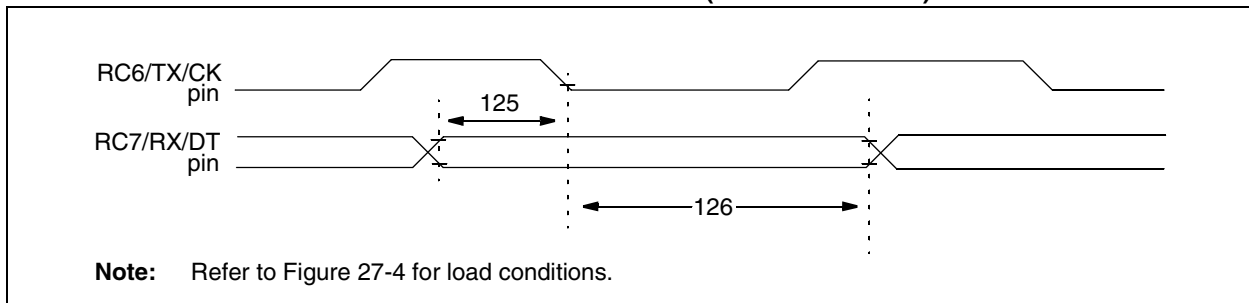 RC6/TX/CK
pin
125
RC7/RX/DT
pin
126
Note: Refer to Figure 27-4 for load conditions.